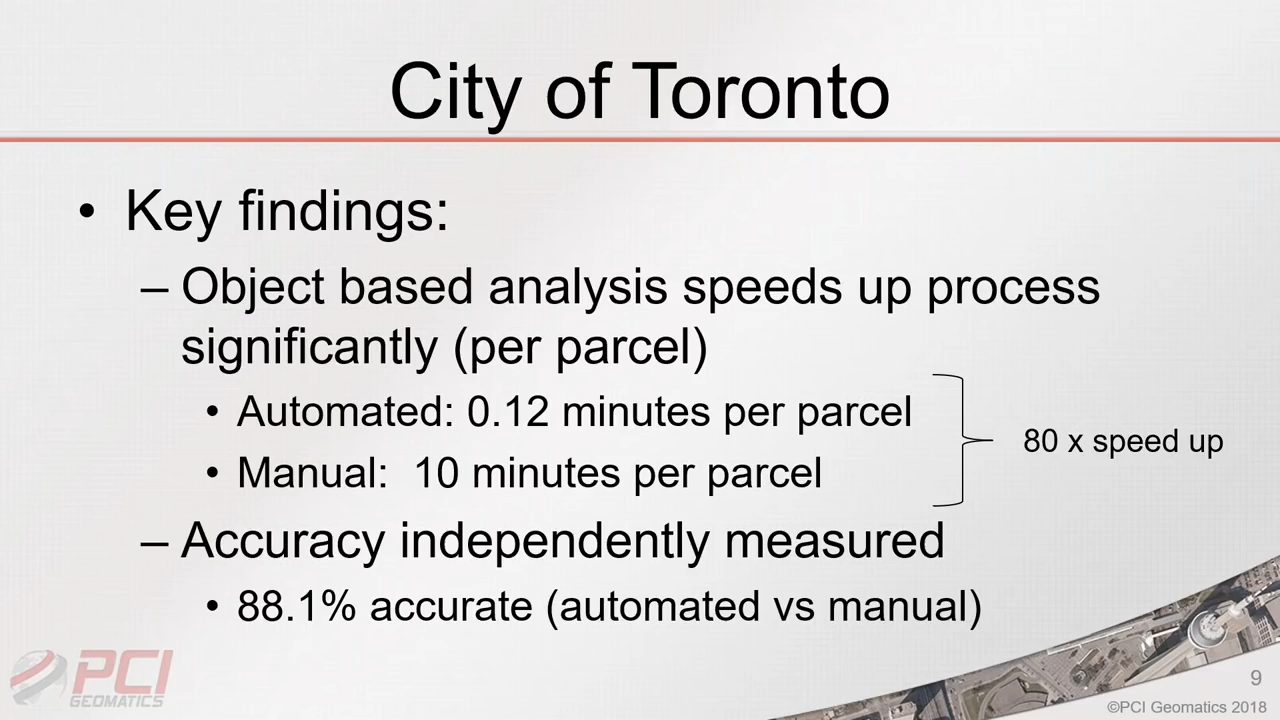 City of Toronto
• Key findings:
– Object based analysis speeds up process
significantly (per parcel)
• Automated: 0.12 minutes per parcel
• Manual: 10 minutes per parcel
80 x speed up
– Accuracy independently measured
• 88.1% accurate (automated vs manual)
PCI
GEOMATICS
9
©PCI Geomatics 2018